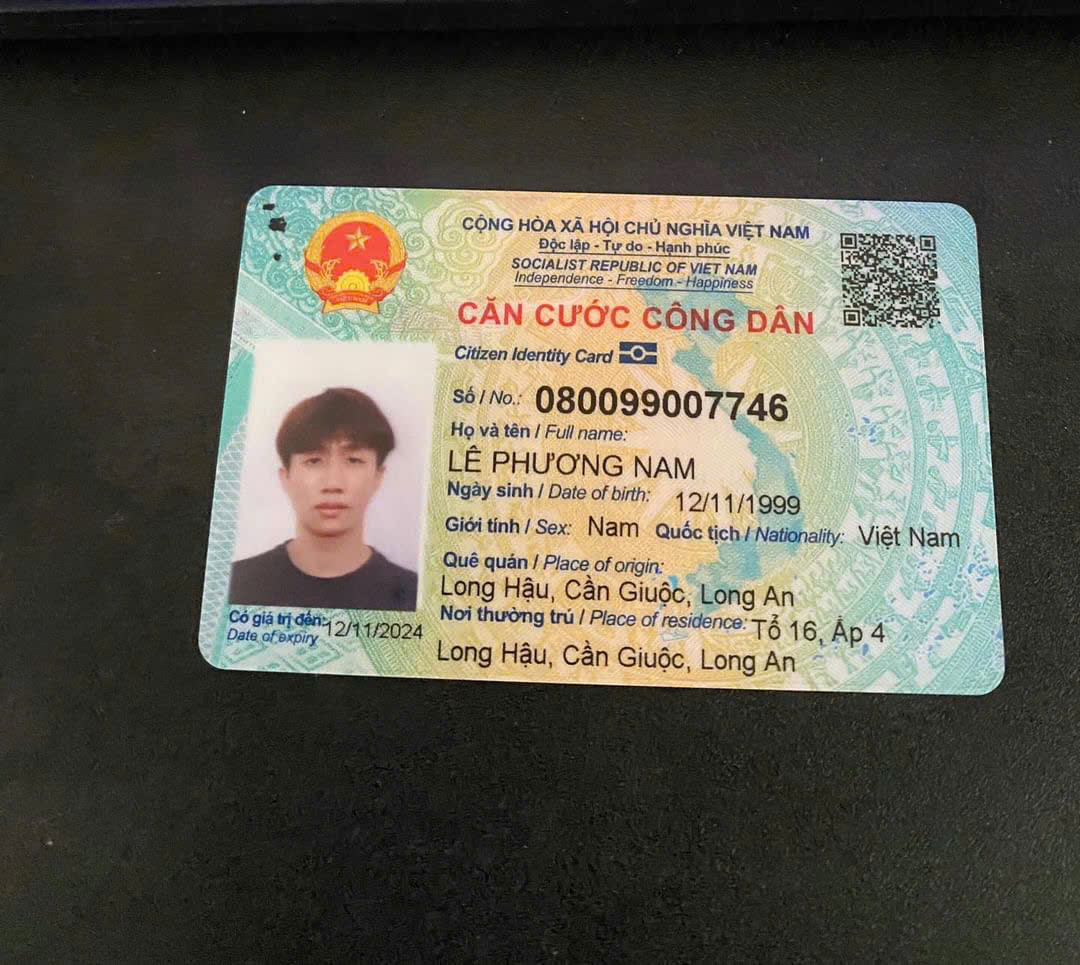 CỘNG HÒA XÃ HỘI CHỦ NGHĨA VIỆT NAM
Độc lập - Tự do - Hạnh phúc
SOCIALIST REPUBLIC OF VIET NAM
Independence - Freedom - Happiness
CĂN CƯỚC CÔNG DÂN
Citizen Identity Card
Số / No.: 080099007746
Họ và tên / Full name:
LÊ PHƯƠNG NAM
Ngày sinh / Date of birth: 12/11/1999
Giới tính / Sex: Nam Quốc tịch / Nationality: Việt Nam
Quê quán / Place of origin:
Long Hậu, Cần Giuộc, Long An
Nơi thường trú / Place of residence: Tổ 16, Ấp 4
Long Hậu, Cần Giuộc, Long An
Có giá trị đến: 12/11/2024
Date of expiry
VIỆT NAM